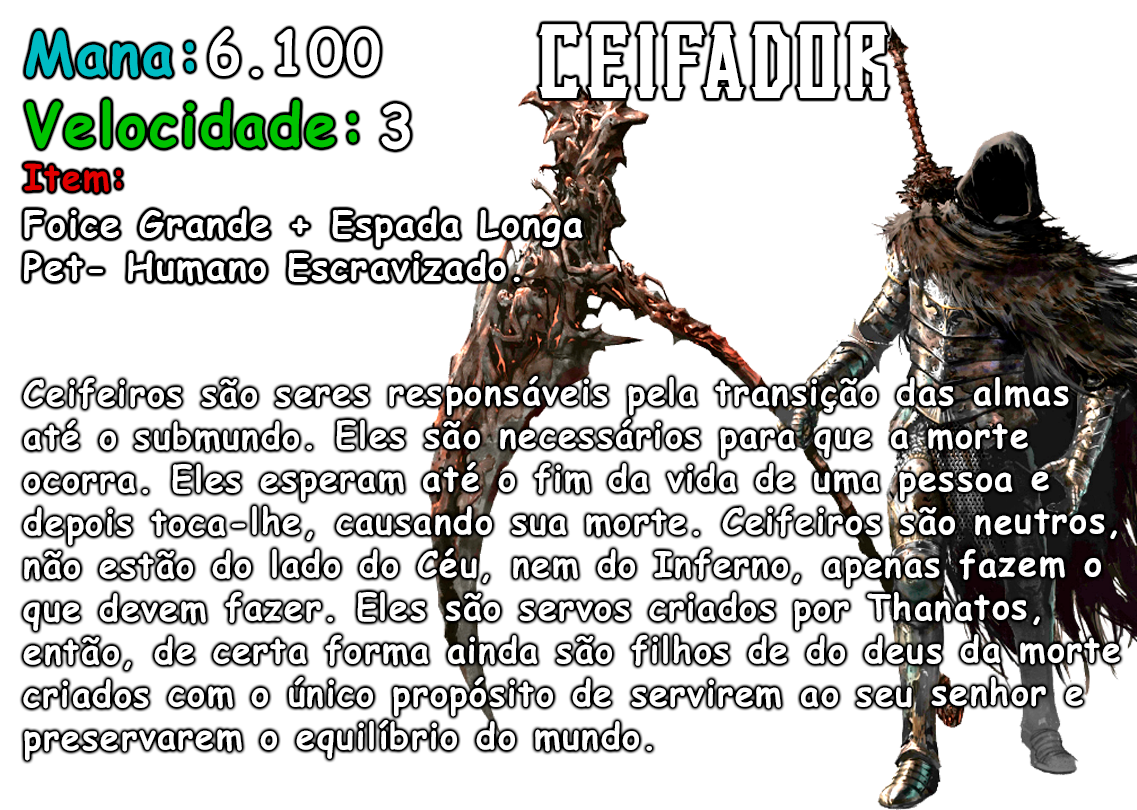 CEIFADOR
Mana: 6.100
Velocidade: 3
Item:
Foice Grande + Espada Longa
Pet- Humano Escravizado.
Ceifeiros são seres responsáveis pela transição das almas
até o submundo. Eles são necessários para que a morte
ocorra. Eles esperam até o fim da vida de uma pessoa e
depois toca-lhe, causando sua morte. Ceifeiros são neutros,
não estão do lado do Céu, nem do Inferno, apenas fazem o
que devem fazer. Eles são servos criados por Thanatos,
então, de certa forma ainda são filhos de do deus da morte
criados com o único propósito de servirem ao seu senhor e
preservarem o equilíbrio do mundo.